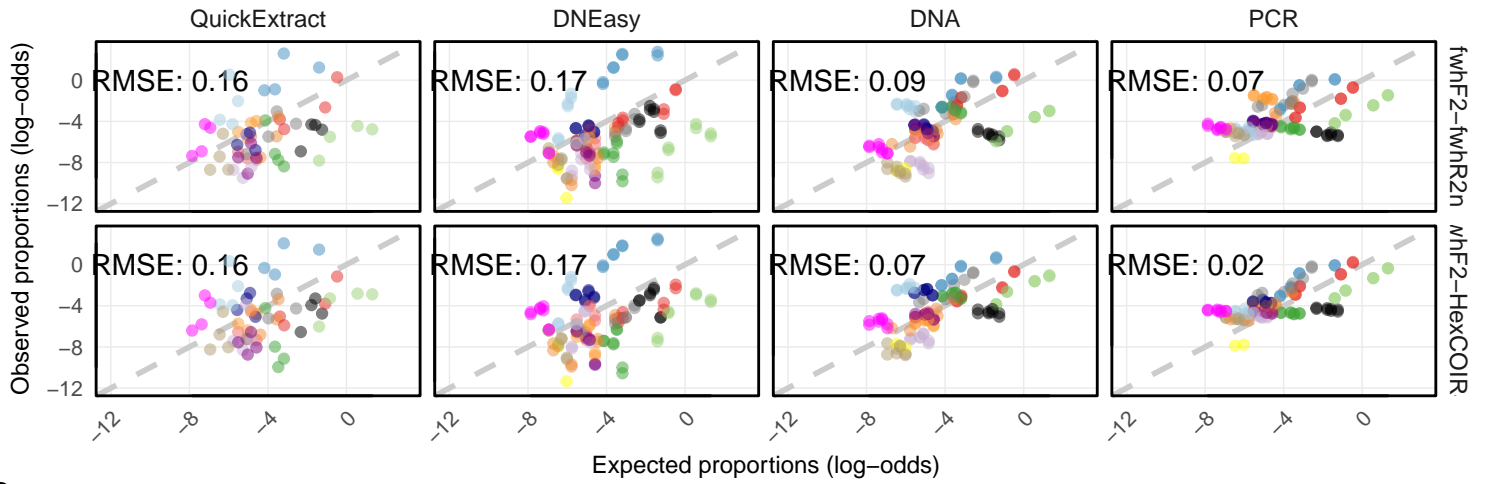 QuickExtract DNEasy DNA PCR
Observed proportions (log−odds)
0
−4
−8
−12
RMSE: 0.16 RMSE: 0.17 RMSE: 0.09 RMSE: 0.07
fwhF2−fwhR2n
0
−4
−8
−12
RMSE: 0.16 RMSE: 0.17 RMSE: 0.07 RMSE: 0.02
whF2−HexCOIR
−12 −8 −4 0 −12 −8 −4 0 −12 −8 −4 0 −12 −8 −4 0
Expected proportions (log−odds)